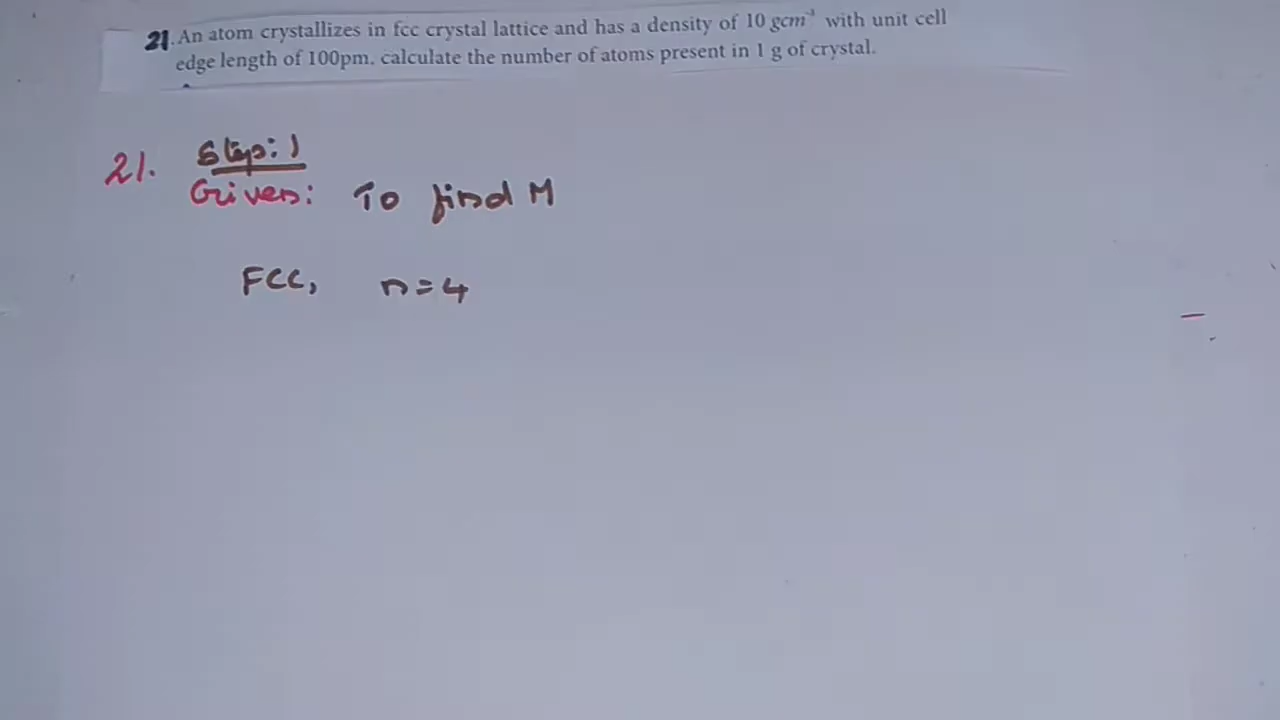 21. An atom crystallizes in fcc crystal lattice and has a density of 10 gcm⁻³ with unit cell
edge length of 100pm. calculate the number of atoms present in 1 g of crystal.
21. Step: 1
Given: To find M
FCC, n=4